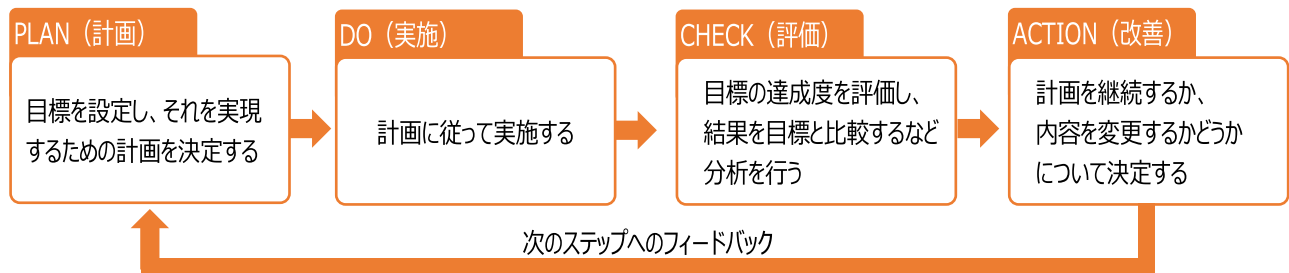 PLAN（計画）
目標を設定し、それを実現
するための計画を決定する
DO（実施）
計画に従って実施する
CHECK（評価）
目標の達成度を評価し、
結果を目標と比較するなど
分析を行う
ACTION（改善）
計画を継続するか、
内容を変更するかどうか
について決定する
次のステップへのフィードバック